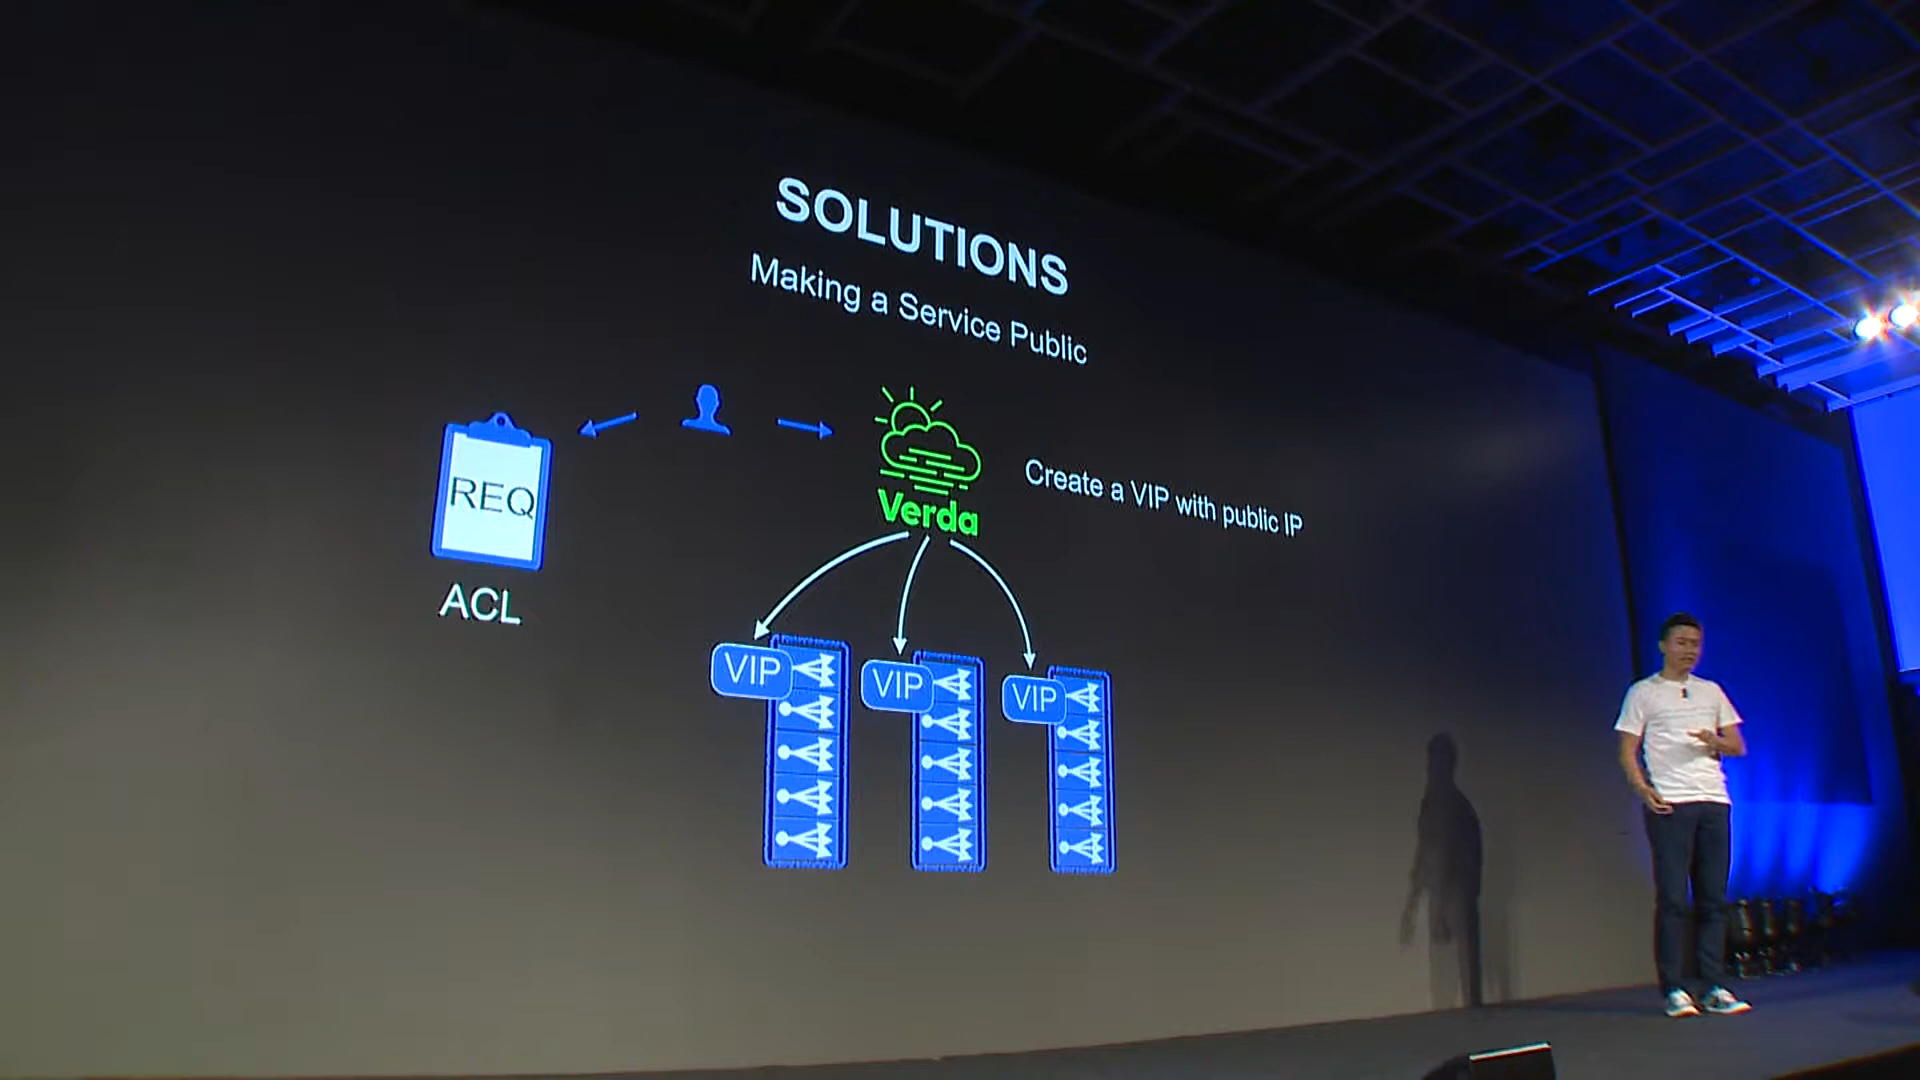 SOLUTIONS
Making a Service Public
REQ
ACL
Verda
Create a VIP with public IP
VIP
VIP
VIP